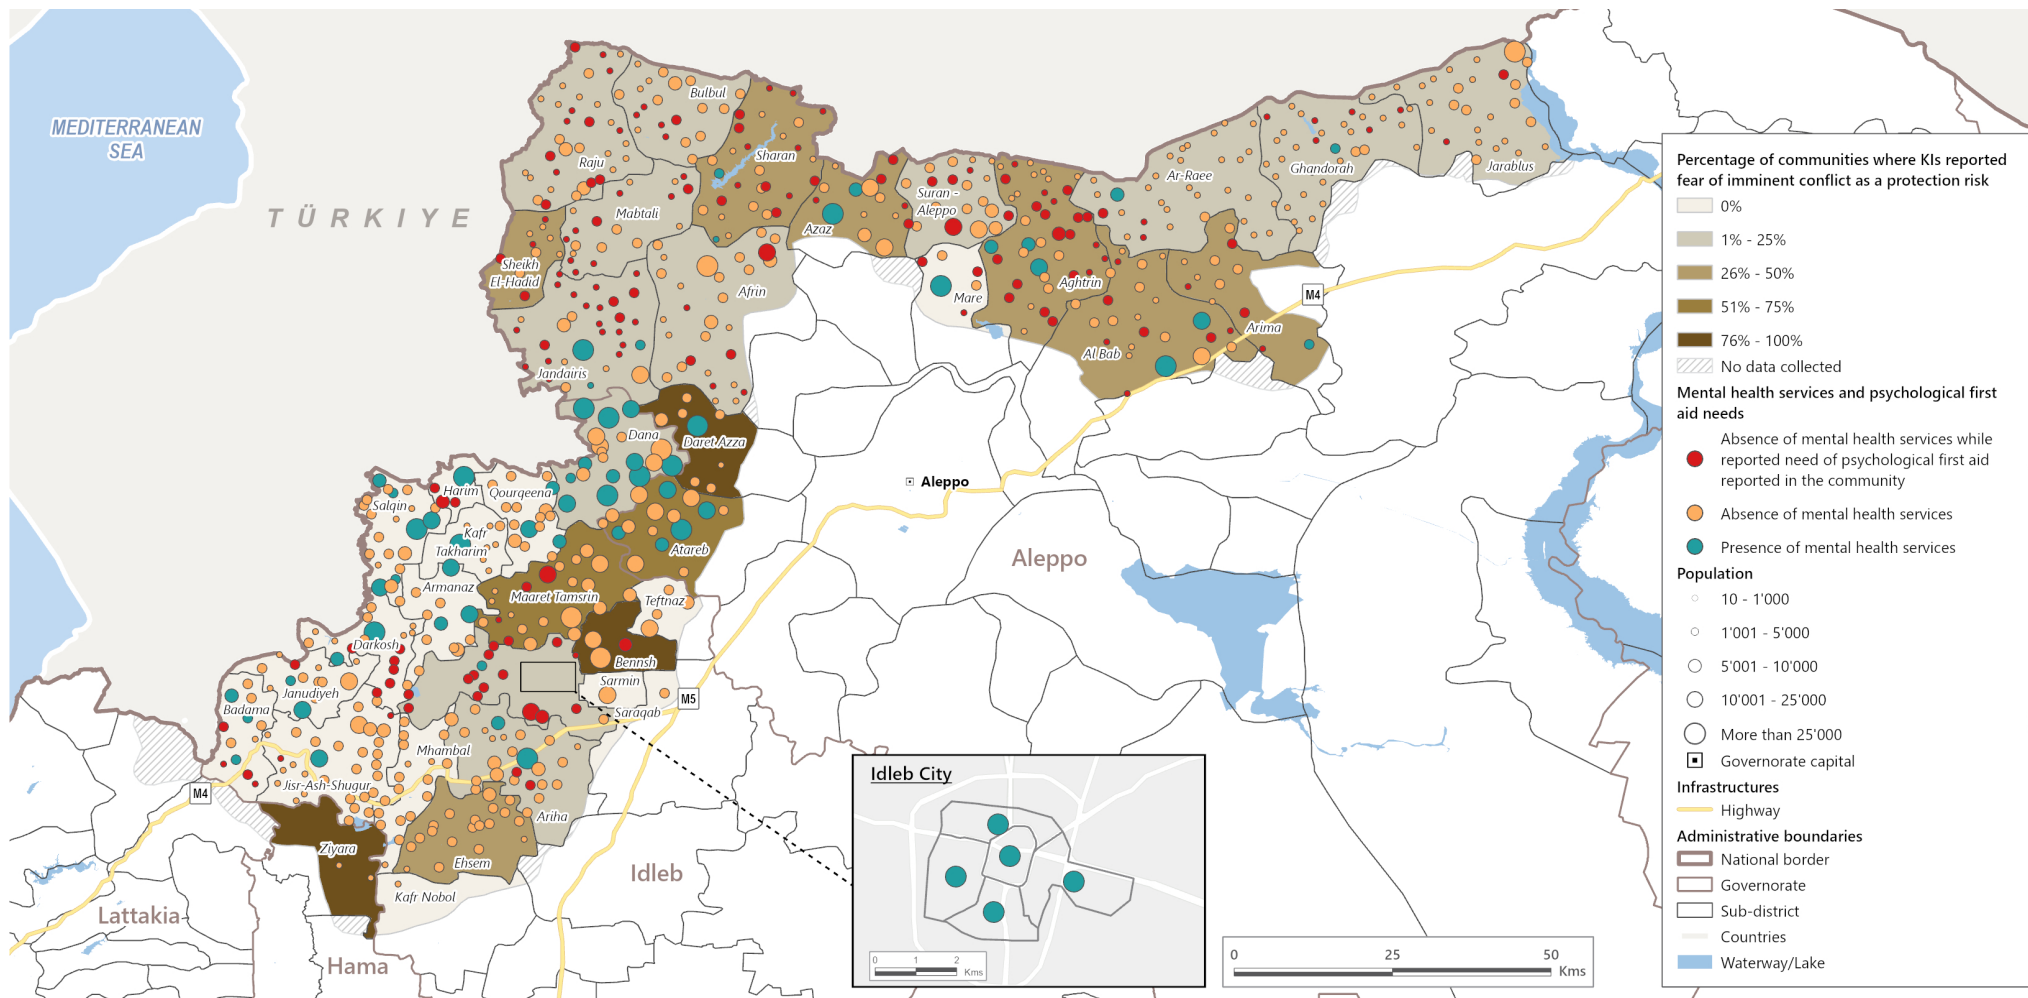 MEDITERRANEAN
SEA
TÜRKIYE
Bulbul
Raju
Sharan
Mabtali
Suran -
Aleppo
Ar-Raee
Ghandorah
Jarablus
Azaz
Sheikh
El-Hadid
Afrin
Mare
Aghtrin
M4
Arima
Al Bab
Jandairis
Dana
Daret Azza
Aleppo
Harim
Qourqeena
Salqin
Kafr
Takharim
Atareb
Aleppo
Armanaz
Maaret Tamsrin
Teftnaz
Darkosh
Bennsh
Sarmin
Janudiyeh
Badama
Saraqab
M5
Mhambal
Jisr-Ash-Shugur
M4
Ariha
Ziyara
Ehsem
Kafr Nobol
Idleb
Lattakia
Hama
Idleb City
0 1 2
Kms
0 25 50
Kms
Percentage of communities where KIs reported
fear of imminent conflict as a protection risk
0%
1% - 25%
26% - 50%
51% - 75%
76% - 100%
No data collected
Mental health services and psychological first
aid needs
Absence of mental health services while
reported need of psychological first aid
reported in the community
Absence of mental health services
Presence of mental health services
Population
10 - 1'000
1'001 - 5'000
5'001 - 10'000
10'001 - 25'000
More than 25'000
Governorate capital
Infrastructures
Highway
Administrative boundaries
National border
Governorate
Sub-district
Countries
Waterway/Lake